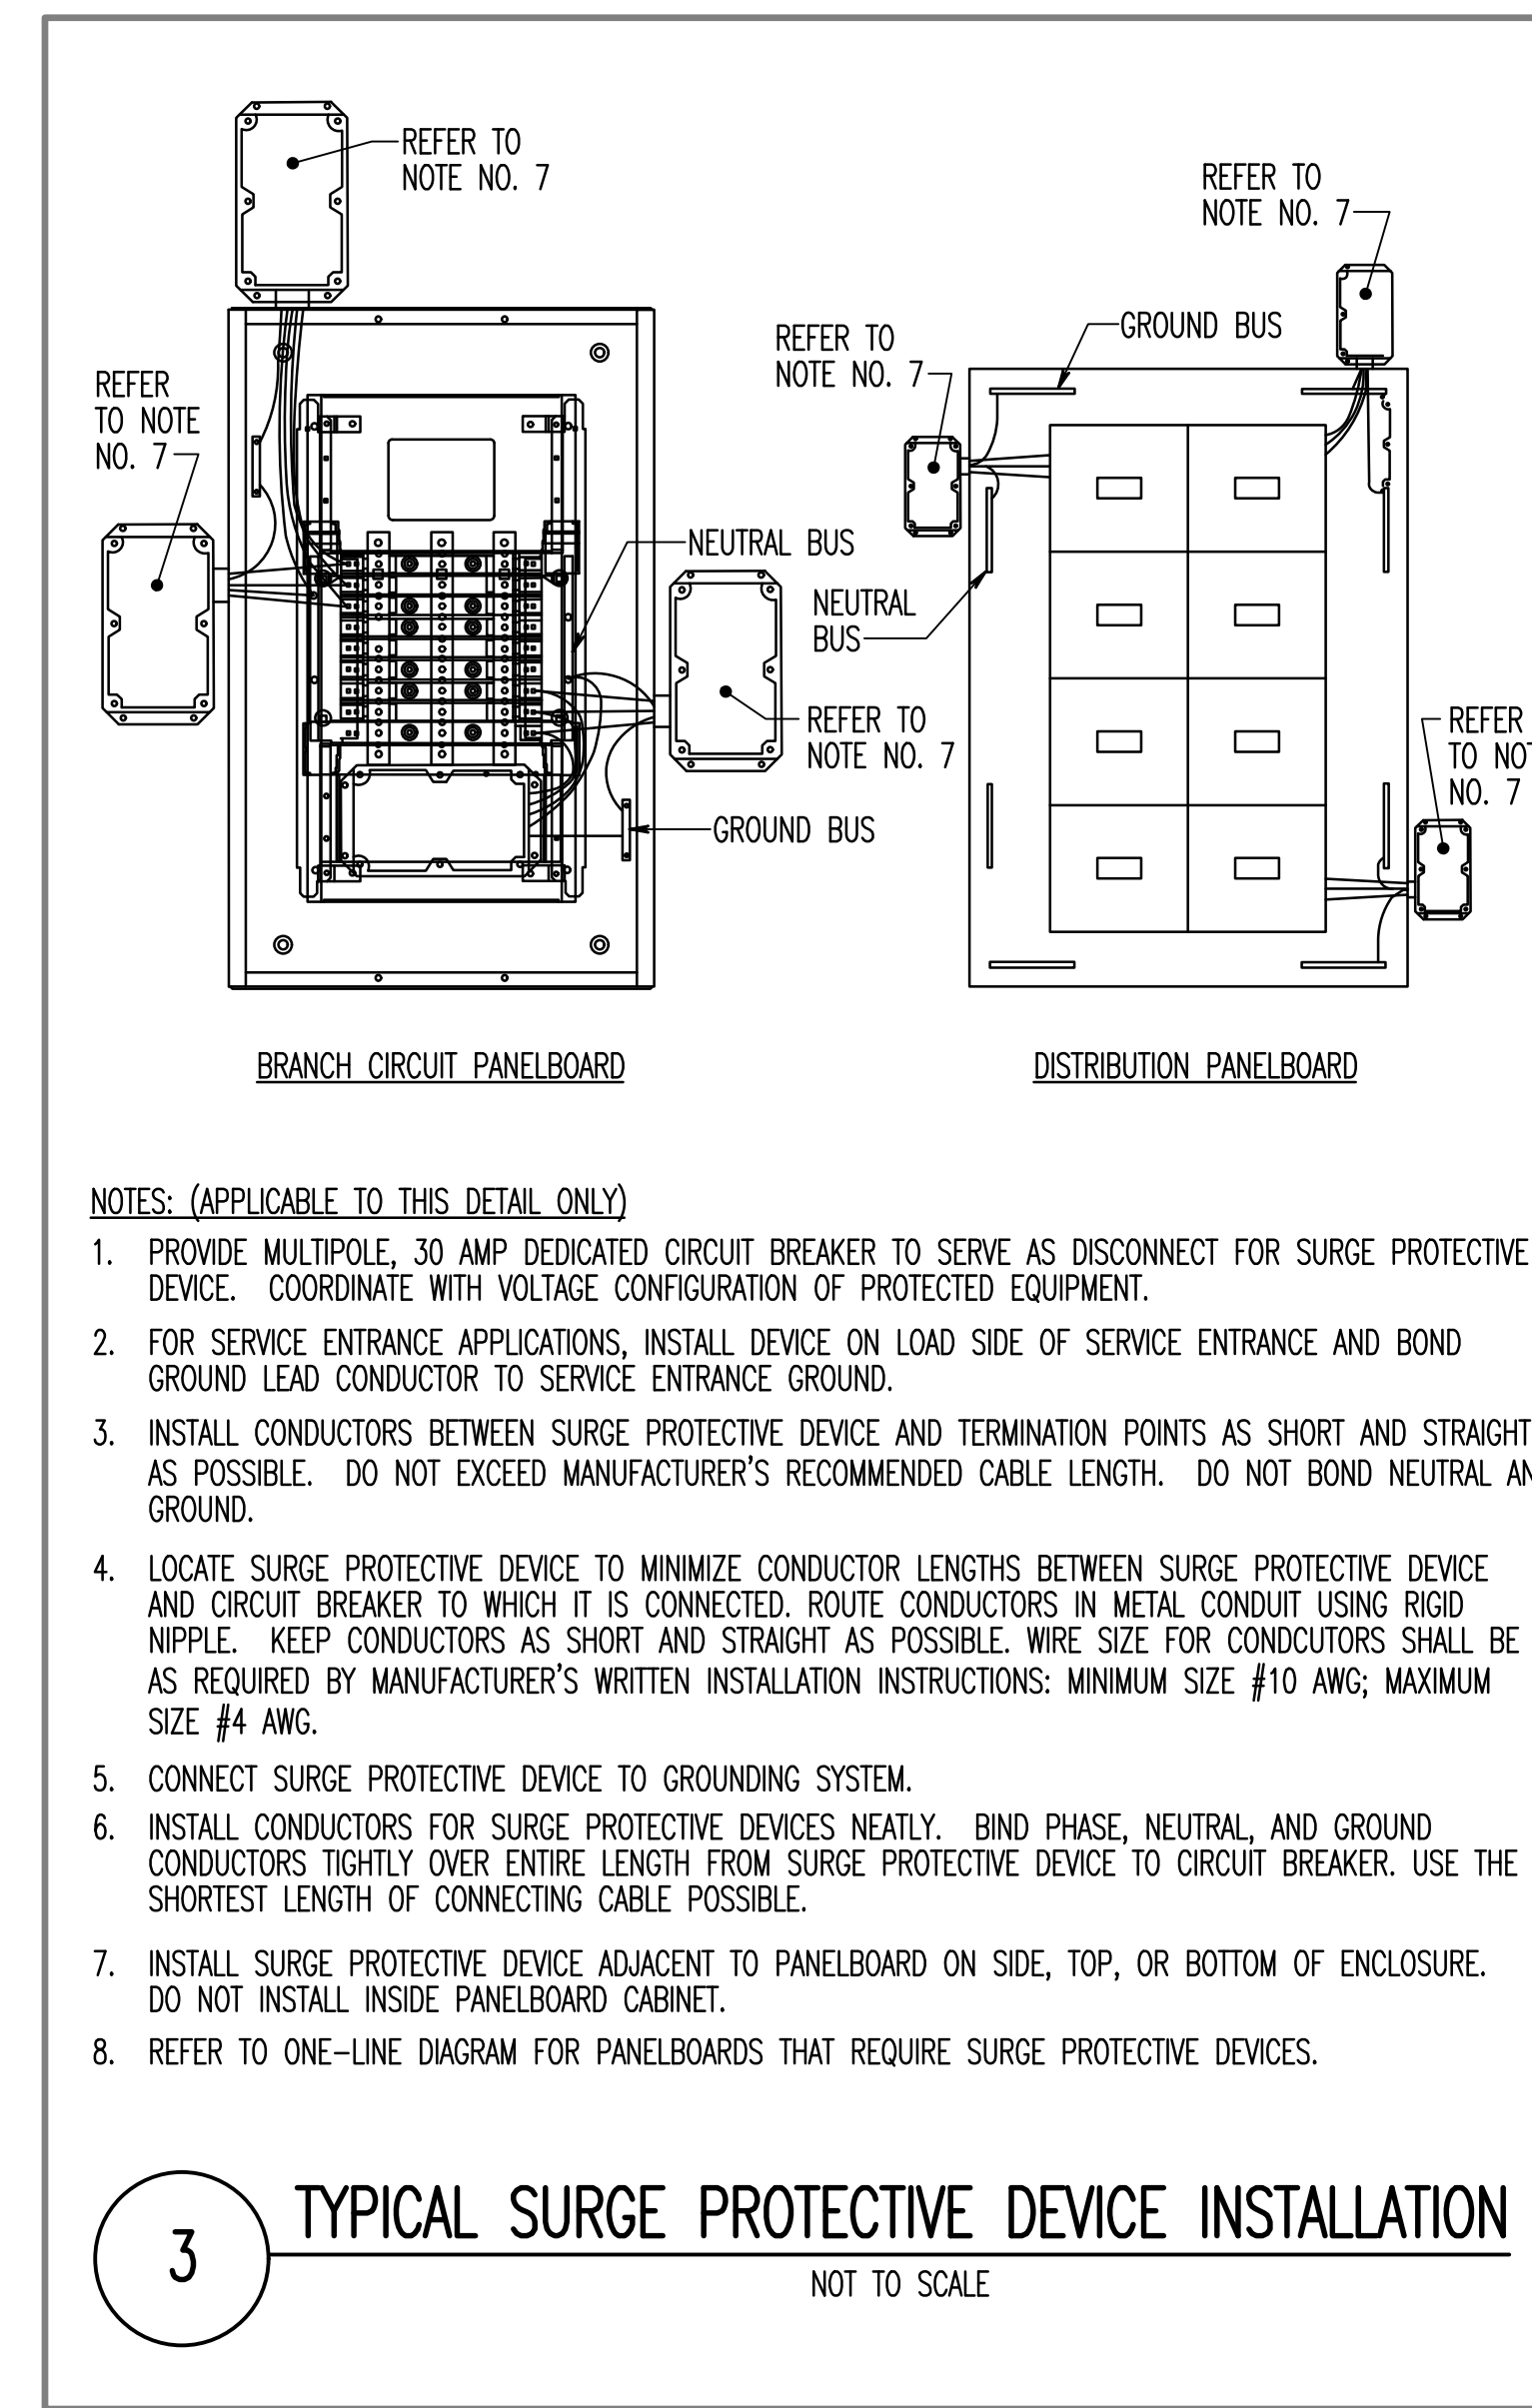 REFER TO
NOTE NO. 7
REFER TO
NOTE NO. 7
GROUND BUS
REFER TO
NOTE NO. 7
REFER
TO NOTE
NO. 7
NEUTRAL BUS
NEUTRAL
BUS
REFER TO
NOTE NO. 7
REFER
TO NOT
NO. 7
GROUND BUS
BRANCH CIRCUIT PANELBOARD
DISTRIBUTION PANELBOARD
NOTES: (APPLICABLE TO THIS DETAIL ONLY)
1. PROVIDE MULTIPOLE, 30 AMP DEDICATED CIRCUIT BREAKER TO SERVE AS DISCONNECT FOR SURGE PROTECTIVE
DEVICE. COORDINATE WITH VOLTAGE CONFIGURATION OF PROTECTED EQUIPMENT.
2. FOR SERVICE ENTRANCE APPLICATIONS, INSTALL DEVICE ON LOAD SIDE OF SERVICE ENTRANCE AND BOND
GROUND LEAD CONDUCTOR TO SERVICE ENTRANCE GROUND.
3. INSTALL CONDUCTORS BETWEEN SURGE PROTECTIVE DEVICE AND TERMINATION POINTS AS SHORT AND STRAIGHT
AS POSSIBLE. DO NOT EXCEED MANUFACTURER'S RECOMMENDED CABLE LENGTH. DO NOT BOND NEUTRAL AN
GROUND.
4. LOCATE SURGE PROTECTIVE DEVICE TO MINIMIZE CONDUCTOR LENGTHS BETWEEN SURGE PROTECTIVE DEVICE
AND CIRCUIT BREAKER TO WHICH IT IS CONNECTED. ROUTE CONDUCTORS IN METAL CONDUIT USING RIGID
NIPPLE. KEEP CONDUCTORS AS SHORT AND STRAIGHT AS POSSIBLE. WIRE SIZE FOR CONDCUTORS SHALL BE
AS REQUIRED BY MANUFACTURER'S WRITTEN INSTALLATION INSTRUCTIONS: MINIMUM SIZE #10 AWG; MAXIMUM
SIZE #4 AWG.
5. CONNECT SURGE PROTECTIVE DEVICE TO GROUNDING SYSTEM.
6. INSTALL CONDUCTORS FOR SURGE PROTECTIVE DEVICES NEATLY. BIND PHASE, NEUTRAL, AND GROUND
CONDUCTORS TIGHTLY OVER ENTIRE LENGTH FROM SURGE PROTECTIVE DEVICE TO CIRCUIT BREAKER. USE THE
SHORTEST LENGTH OF CONNECTING CABLE POSSIBLE.
7. INSTALL SURGE PROTECTIVE DEVICE ADJACENT TO PANELBOARD ON SIDE, TOP, OR BOTTOM OF ENCLOSURE.
DO NOT INSTALL INSIDE PANELBOARD CABINET.
8. REFER TO ONE-LINE DIAGRAM FOR PANELBOARDS THAT REQUIRE SURGE PROTECTIVE DEVICES.
3
TYPICAL SURGE PROTECTIVE DEVICE INSTALLATION
NOT TO SCALE